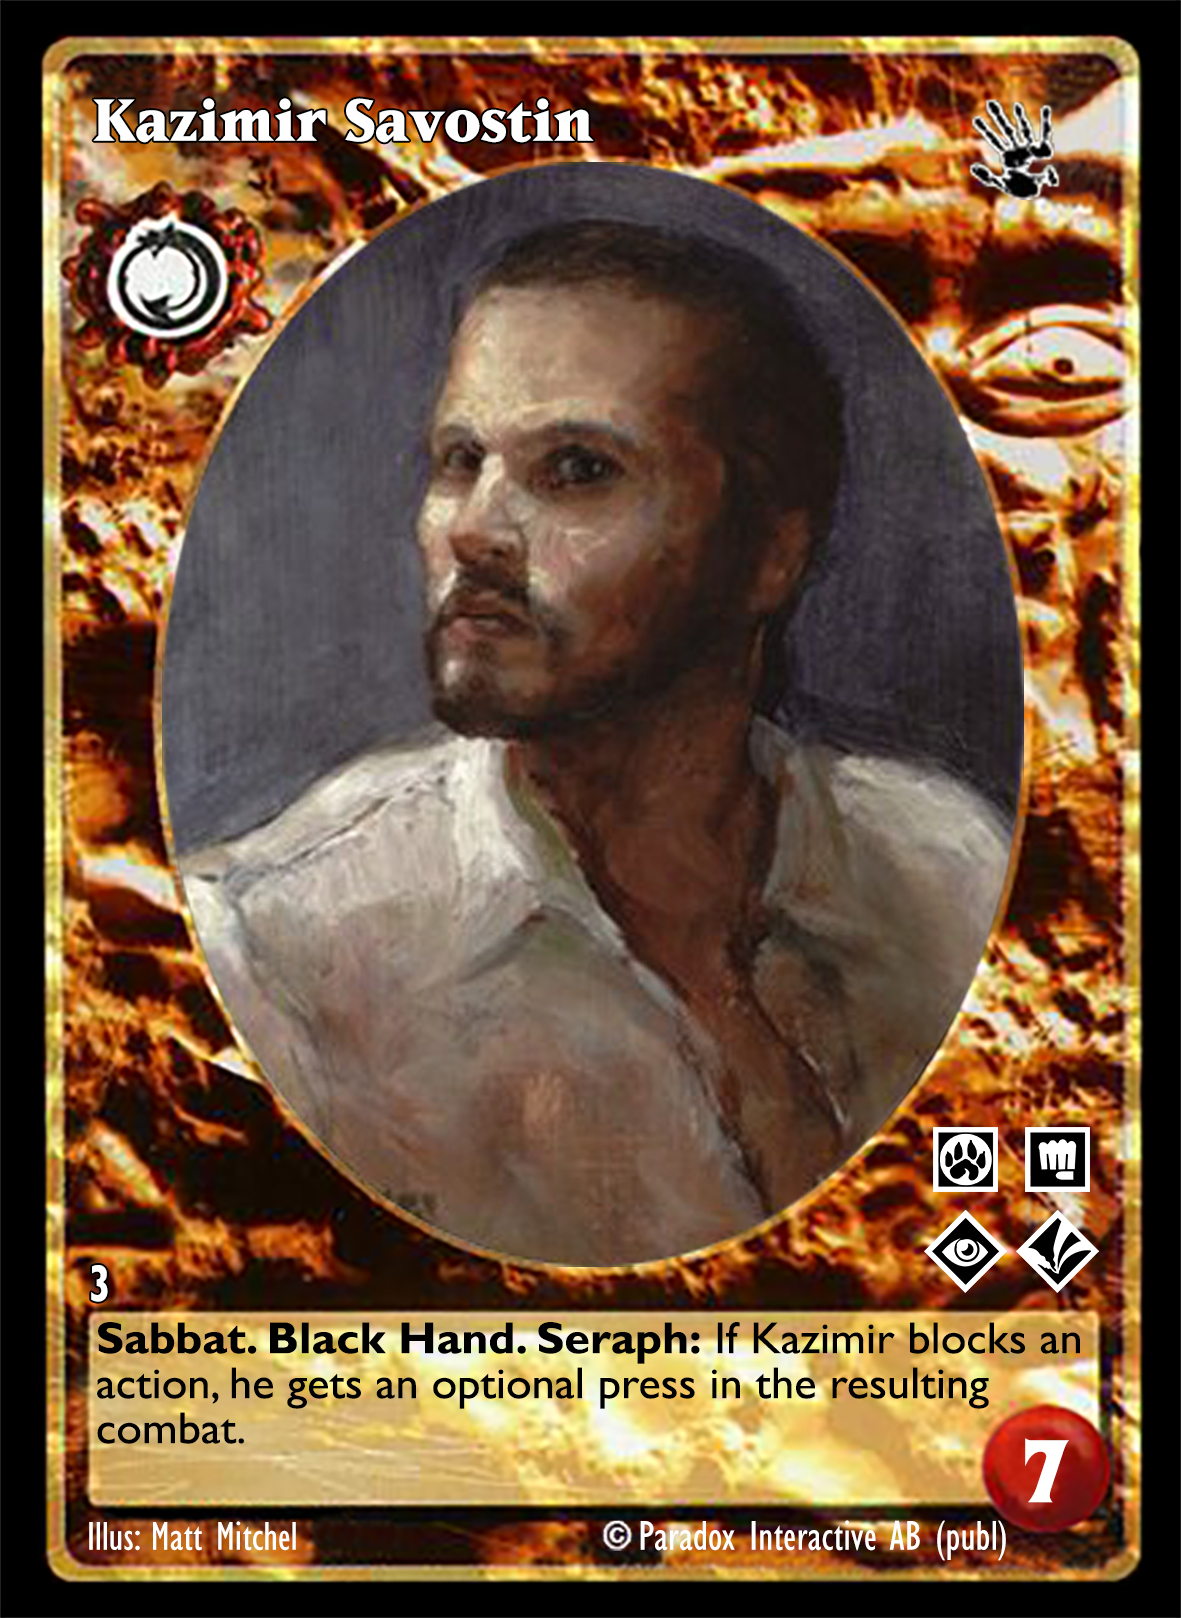 Kazimir Savostin
3
Sabbat. Black Hand. Seraph: If Kazimir blocks an
action, he gets an optional press in the resulting
combat.
7
Illus: Matt Mitchel
© Paradox Interactive AB (publ)